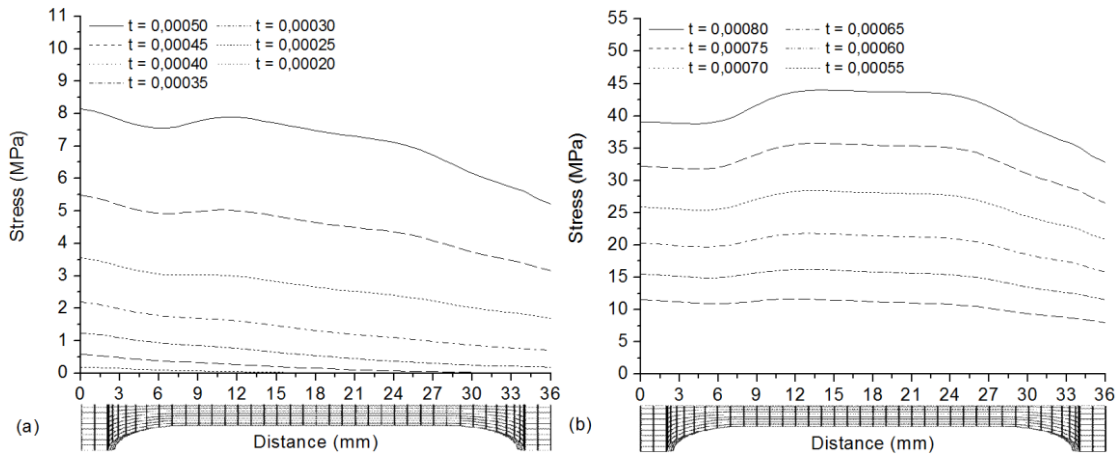 t = 0,00050
t = 0,00045
t = 0,00040
t = 0,00035
t = 0,00030
t = 0,00025
t = 0,00020
11
10
9
8
7
6
5
4
3
2
1
0
Stress (MPa)
0 3 6 9 12 15 18 21 24 27 30 33 36
(a)
Distance (mm)
t = 0,00080
t = 0,00075
t = 0,00070
t = 0,00065
t = 0,00060
t = 0,00055
55
50
45
40
35
30
25
20
15
10
5
0
Stress (MPa)
0 3 6 9 12 15 18 21 24 27 30 33 36
(b)
Distance (mm)